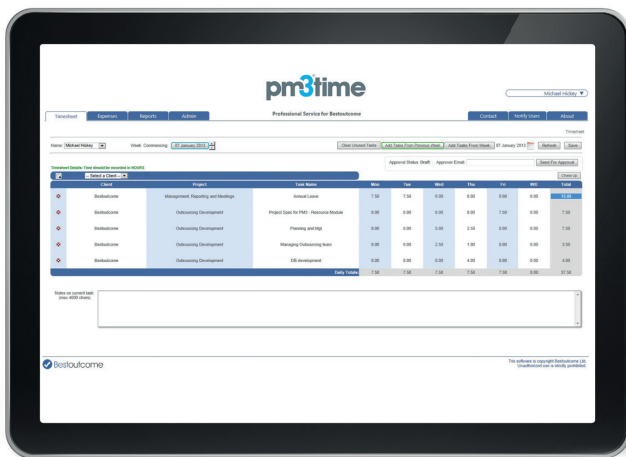 pm3time
Michael Hickey ▼
Timesheet Expenses Reports Admin Professional Service for Bestoutcome Contact Notify Users About
Timesheet
Name: Michael Hickey Week Commencing: 07 January 2013 Clear Unused Tasks Add Tasks From Previous Week Add Tasks From Week: 07 January 2013 Refresh Save
Approval Status: Draft Approver Email: Send For Approval
Timesheet Details: Time should be recorded in HOURS
-- Select a Client -- Check Up
Client Project Task Name Mon Tue Wed Thu Fri W/E Total
Bestoutcome Management, Reporting and Meetings Annual Leave 7.50 7.50 0.00 0.00 0.00 0.00 15.00
Bestoutcome Outsourcing Development Project Spec for PM3 - Resource Module 0.00 0.00 0.00 0.00 7.50 0.00 7.50
Bestoutcome Outsourcing Development Planning and Mgt 0.00 0.00 5.00 2.50 0.00 0.00 7.50
Bestoutcome Outsourcing Development Managing Outsourcing team 0.00 0.00 2.50 1.00 0.00 0.00 3.50
Bestoutcome Outsourcing Development DB development 0.00 0.00 0.00 4.00 0.00 0.00 4.00
Daily Totals: 7.50 7.50 7.50 7.50 7.50 0.00 37.50
Notes on current task:
(max 4000 chars)
Bestoutcome
This software is copyright Bestoutcome Ltd.
Unauthorized use is strictly prohibited.